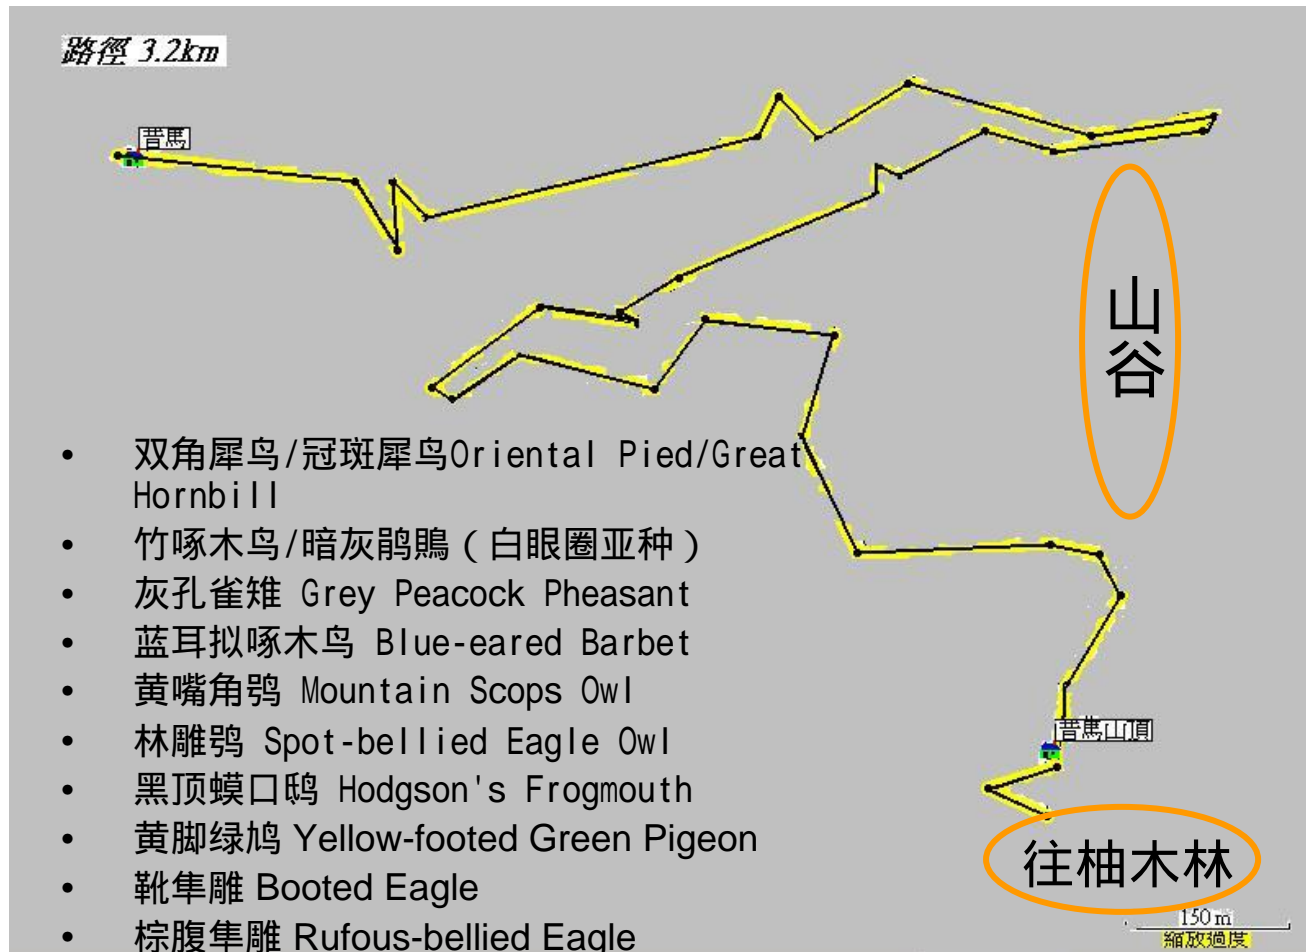 路徑 3.2km
昔馬
山
谷
• 双角犀鸟/冠斑犀鸟Oriental Pied/Great
Hornbill
• 竹啄木鸟/暗灰鹃鵙（白眼圈亚种）
• 灰孔雀雉 Grey Peacock Pheasant
• 蓝耳拟啄木鸟 Blue-eared Barbet
• 黄嘴角鸮 Mountain Scops Owl
• 林雕鸮 Spot-bellied Eagle Owl
• 黑顶蟆口鸱 Hodgson's Frogmouth
• 黄脚绿鸠 Yellow-footed Green Pigeon
• 靴隼雕 Booted Eagle
• 棕腹隼雕 Rufous-bellied Eagle
昔馬山頂
往柚木林
150 m
縮放過度